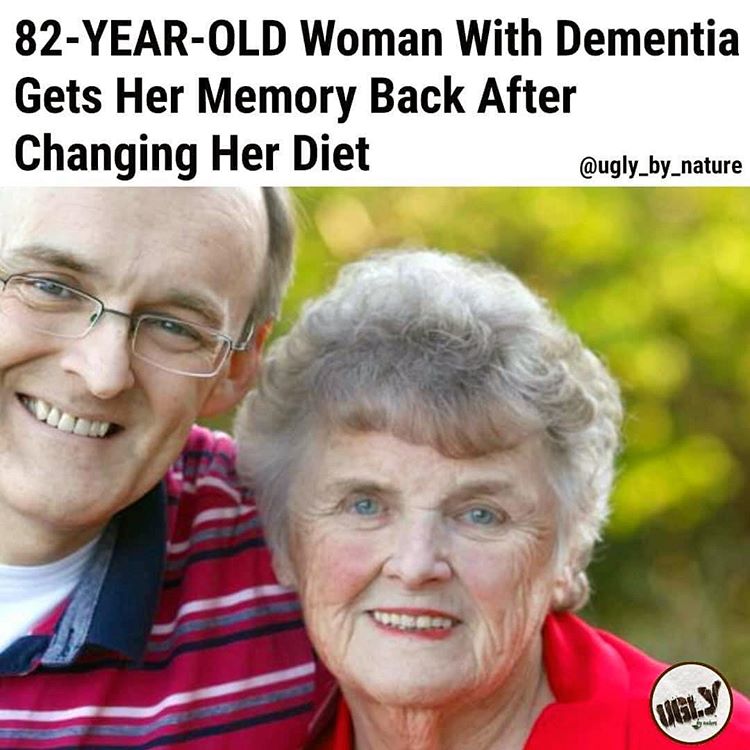 82-YEAR-OLD Woman With Dementia
Gets Her Memory Back After
Changing Her Diet
@ugly_by_nature
UGLY
by nature